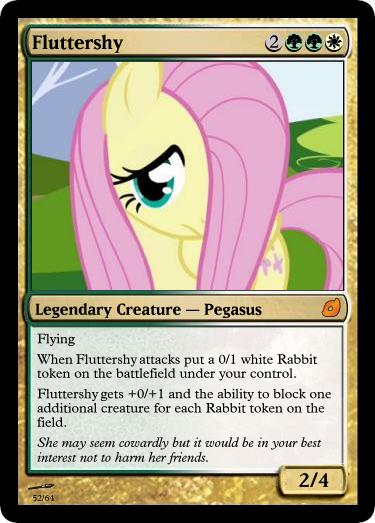 Fluttershy 2
Legendary Creature — Pegasus
Flying
When Fluttershy attacks put a 0/1 white Rabbit
token on the battlefield under your control.
Fluttershy gets +0/+1 and the ability to block one
additional creature for each Rabbit token on the
field.
She may seem cowardly but it would be in your best
interest not to harm her friends.
2/4
52/64